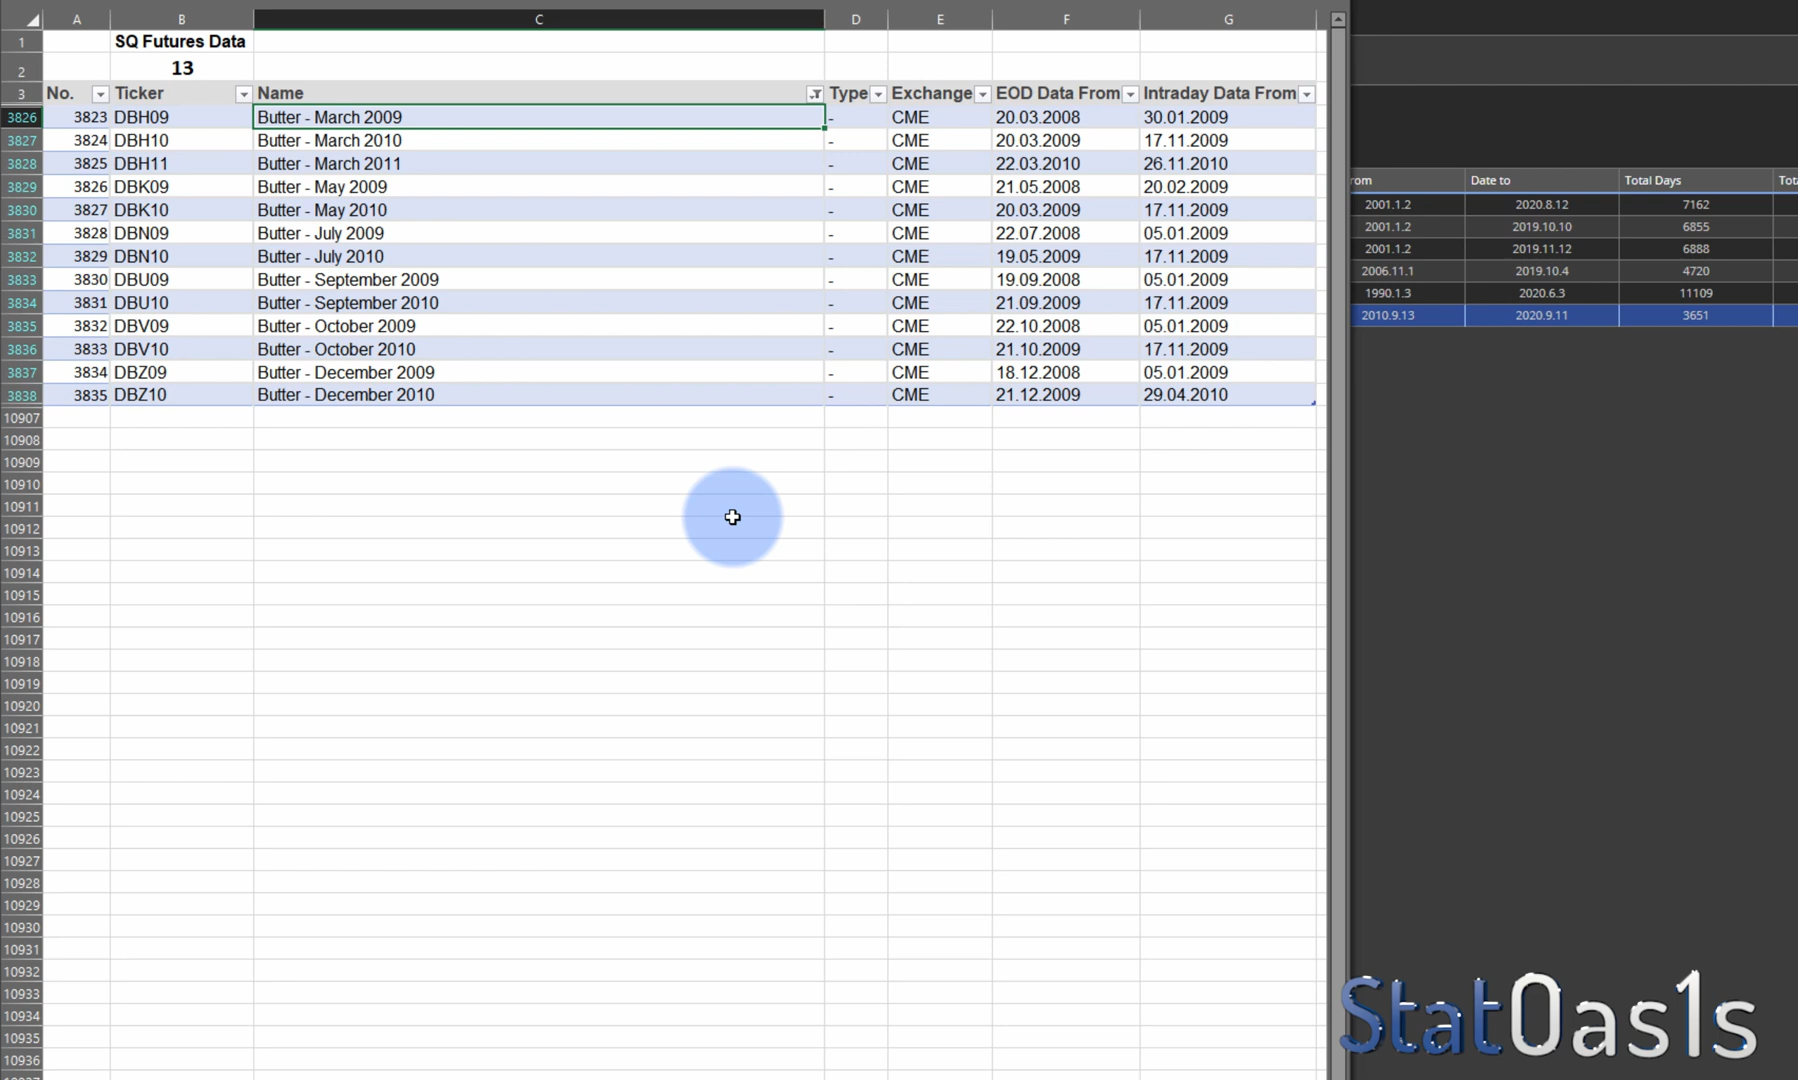 A B C D E F G
1 SQ Futures Data
2 13
3 No. Ticker Name Type Exchange EOD Data From Intraday Data From
3826 3823 DBH09 Butter - March 2009 - CME 20.03.2008 30.01.2009
3827 3824 DBH10 Butter - March 2010 - CME 20.03.2009 17.11.2009
3828 3825 DBH11 Butter - March 2011 - CME 22.03.2010 26.11.2010
3829 3826 DBK09 Butter - May 2009 - CME 21.05.2008 20.02.2009
3830 3827 DBK10 Butter - May 2010 - CME 20.03.2009 17.11.2009
3831 3828 DBN09 Butter - July 2009 - CME 22.07.2008 05.01.2009
3832 3829 DBN10 Butter - July 2010 - CME 19.05.2009 17.11.2009
3833 3830 DBU09 Butter - September 2009 - CME 19.09.2008 05.01.2009
3834 3831 DBU10 Butter - September 2010 - CME 21.09.2009 17.11.2009
3835 3832 DBV09 Butter - October 2009 - CME 22.10.2008 05.01.2009
3836 3833 DBV10 Butter - October 2010 - CME 21.10.2009 17.11.2009
3837 3834 DBZ09 Butter - December 2009 - CME 18.12.2008 05.01.2009
3838 3835 DBZ10 Butter - December 2010 - CME 21.12.2009 29.04.2010
10907
10908
10909
10910
10911
10912
10913
10914
10915
10916
10917
10918
10919
10920
10921
10922
10923
10924
10925
10926
10927
10928
10929
10930
10931
10932
10933
10934
10935
10936
rom Date to Total Days Tot
2001.1.2 2020.8.12 7162
2001.1.2 2019.10.10 6855
2001.1.2 2019.11.12 6888
2006.11.1 2019.10.4 4720
1990.1.3 2020.6.3 11109
2010.9.13 2020.9.11 3651
StatOas1s